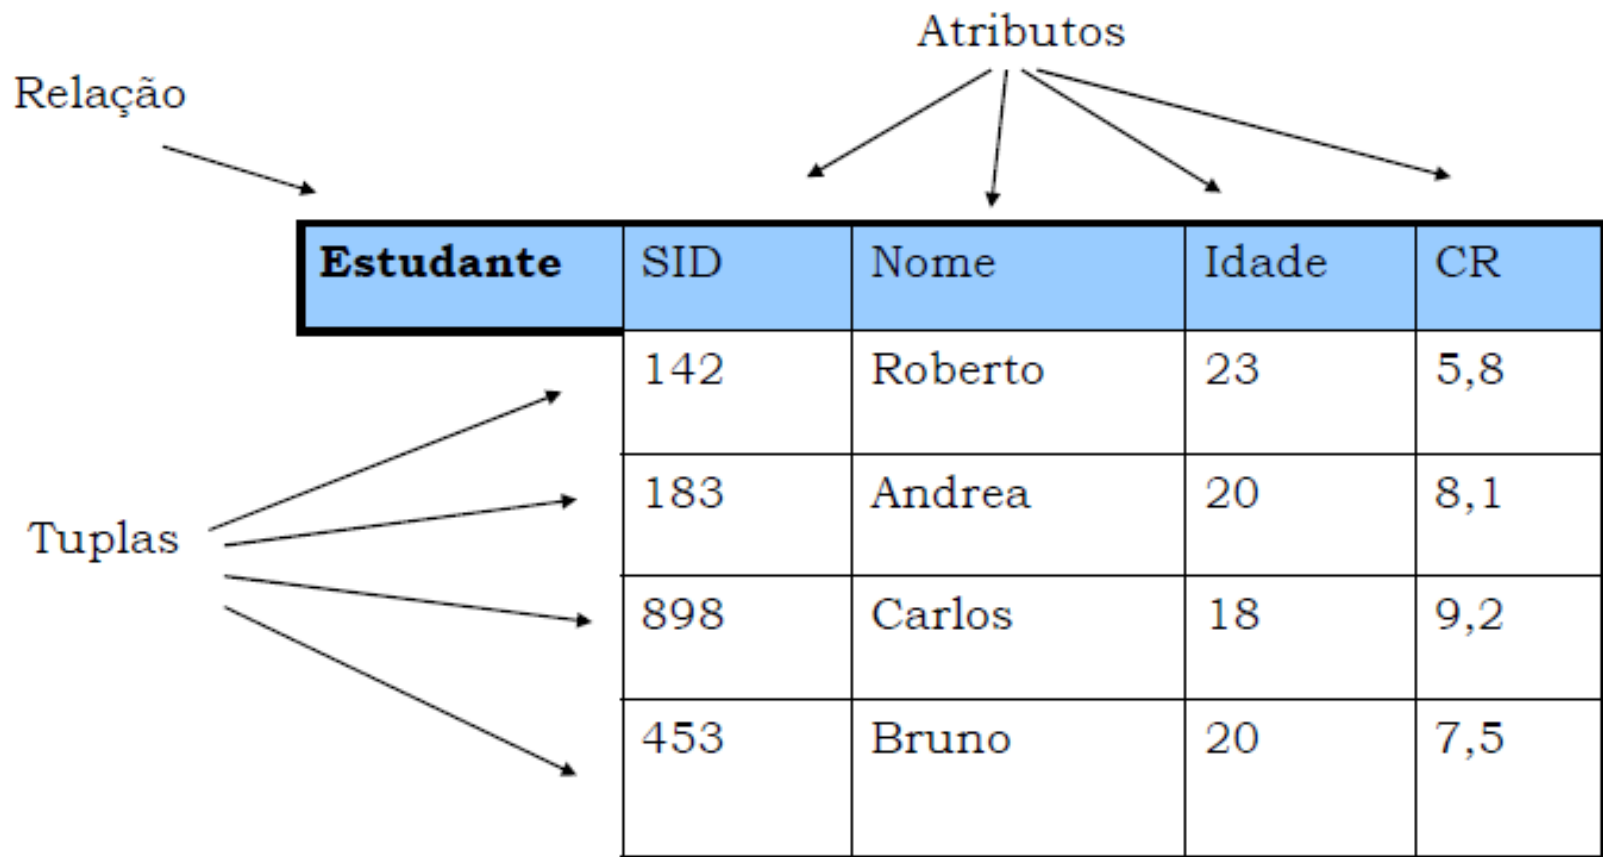 Atributos
Relação
Estudante SID Nome Idade CR
142 Roberto 23 5,8
183 Andrea 20 8,1
Tuplas
898 Carlos 18 9,2
453 Bruno 20 7,5